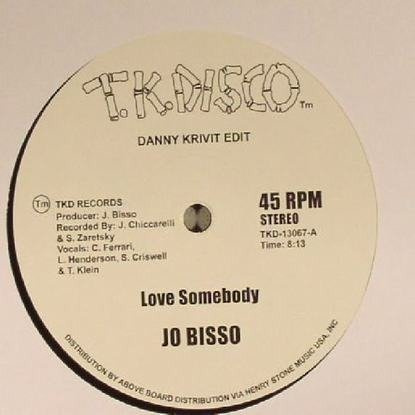 T.K.DISCO Tm
DANNY KRIVIT EDIT
Tm TKD RECORDS
Producer: J. Bisso
Recorded By: J. Chiccarelli
& S. Zaretsky
Vocals: C. Ferrari,
L. Henderson, S. Criswell
& T. Klein
45 RPM
STEREO
TKD-13067-A
Time: 8:13
Love Somebody
JO BISSO
DISTRIBUTION BY ABOVE BOARD DISTRIBUTION VIA HENRY STONE MUSIC USA, INC